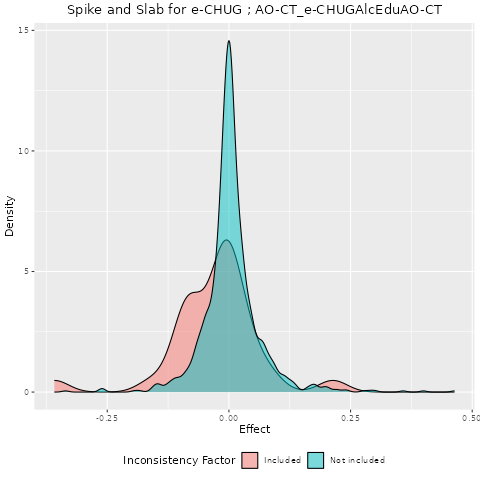 Spike and Slab for e-CHUG ; AO-CT_e-CHUGAlcEduAO-CT
15
10
5
0
Density
-0.25
0.00
0.25
0.50
Effect
Inconsistency Factor
Included
Not included